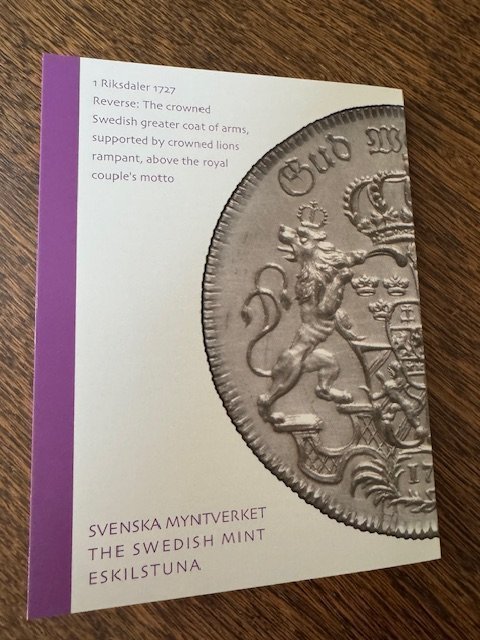 1 Riksdaler 1727
Reverse: The crowned
Swedish greater coat of arms,
supported by crowned lions
rampant, above the royal
couple's motto
Gud
17
SVENSKA MYNTVERKET
THE SWEDISH MINT
ESKILSTUNA